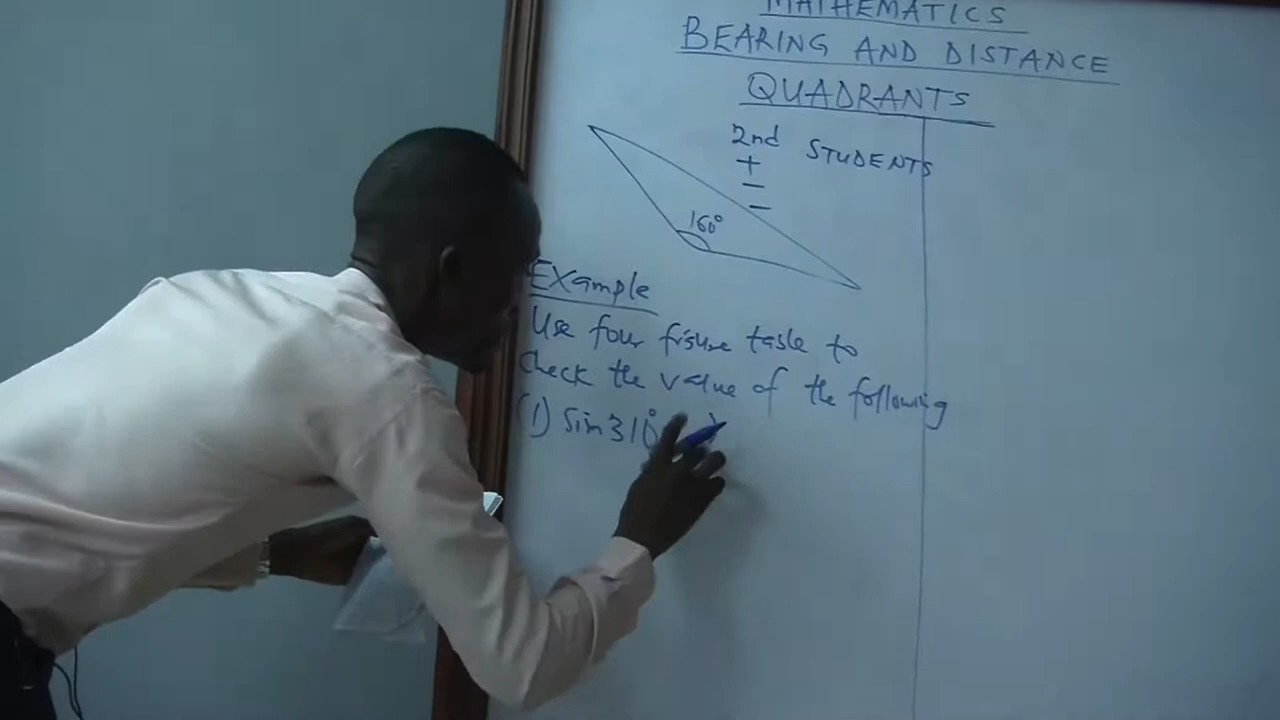 MATHEMATICS
BEARING AND DISTANCE
QUADRANTS
2nd STUDENTS
+
−
−
160°
Example
Use four figure table to
Check the value of the following
(1) Sin 310°